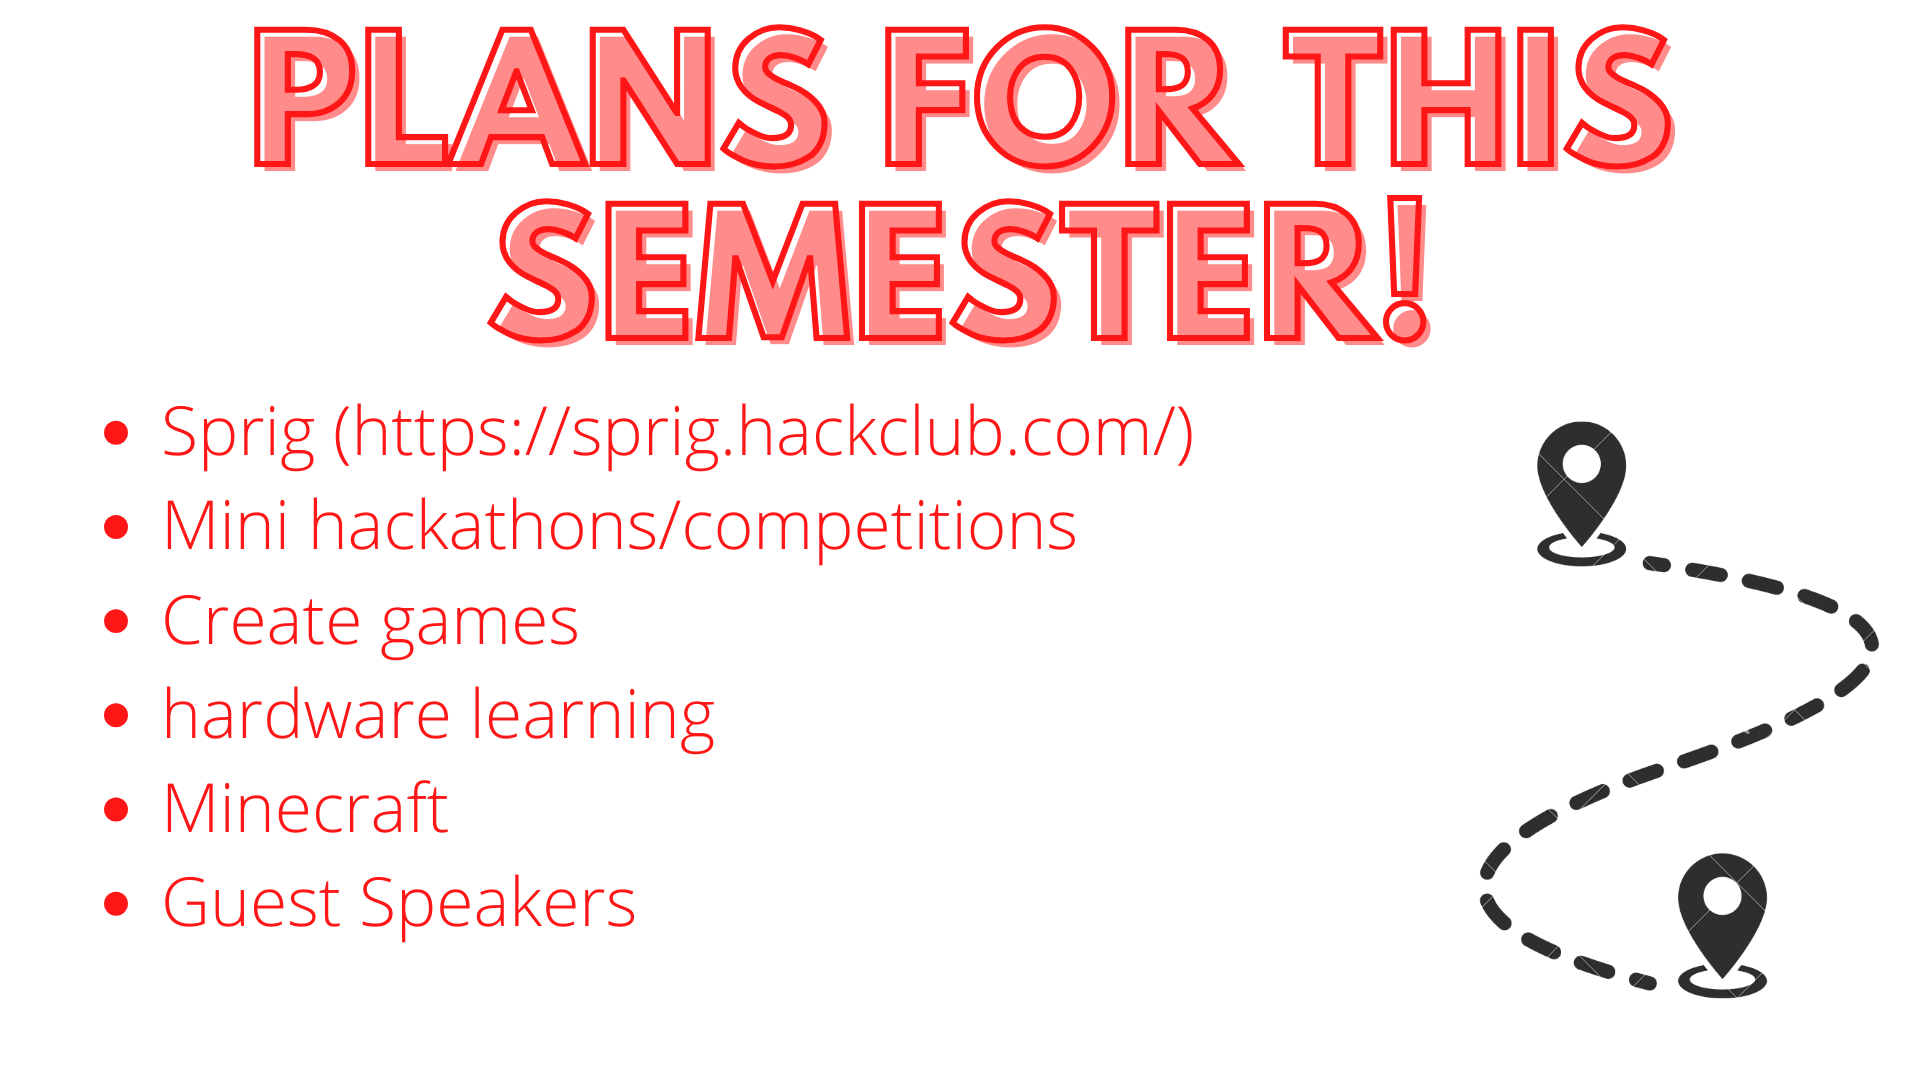 PLANS FOR THIS
SEMESTER!
Sprig (https://sprig.hackclub.com/)
Mini hackathons/competitions
Create games
hardware learning
Minecraft
Guest Speakers